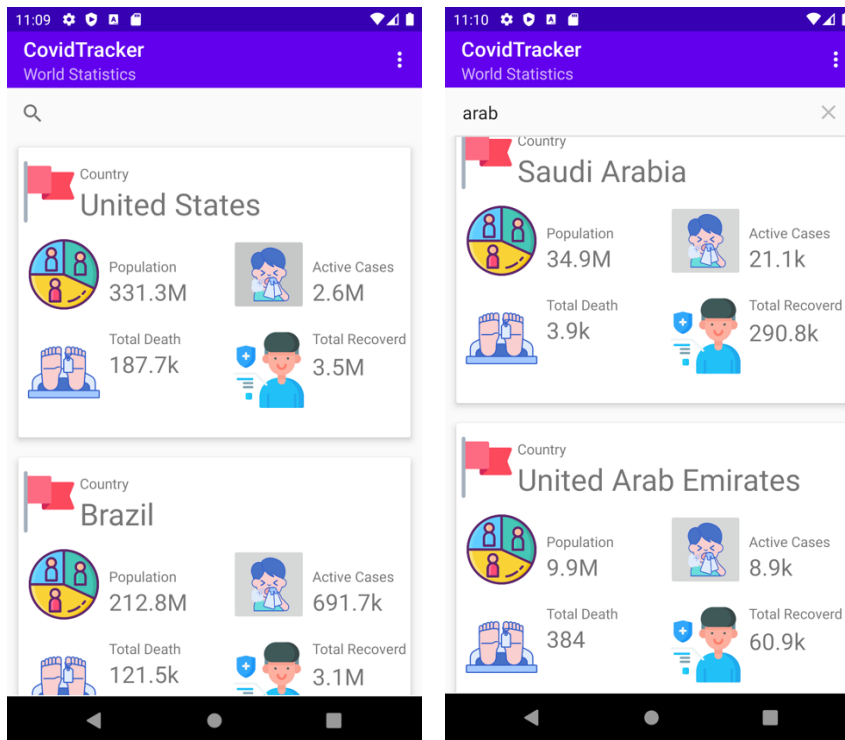 11:09
CovidTracker
World Statistics
Country
United States
Population
331.3M
Active Cases
2.6M
Total Death
187.7k
Total Recoverd
3.5M
Country
Brazil
Population
212.8M
Active Cases
691.7k
Total Death
121.5k
Total Recoverd
3.1M
11:10
CovidTracker
World Statistics
arab
Country
Saudi Arabia
Population
34.9M
Active Cases
21.1k
Total Death
3.9k
Total Recoverd
290.8k
Country
United Arab Emirates
Population
9.9M
Active Cases
8.9k
Total Death
384
Total Recoverd
60.9k